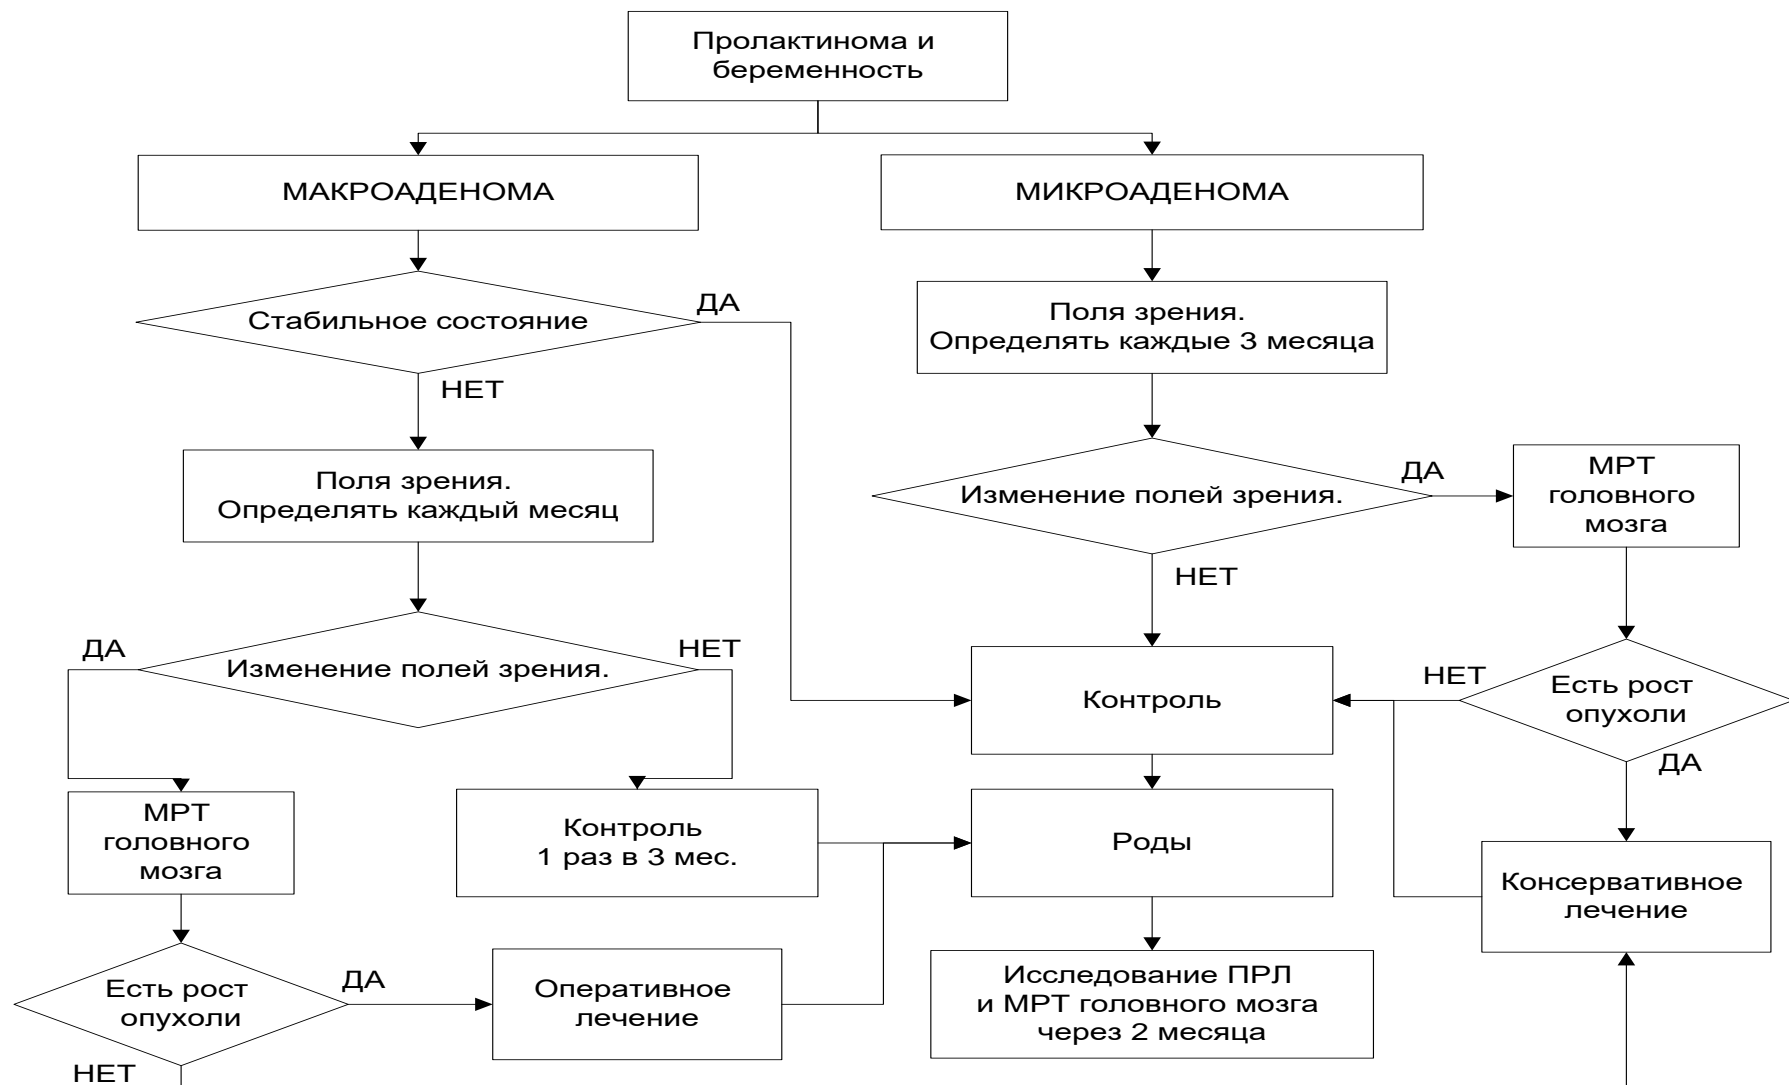 Пролактинома и
беременность
МАКРОАДЕНОМА
МИКРОАДЕНОМА
Стабильное состояние
ДА
НЕТ
Поля зрения.
Определять каждые 3 месяца
Поля зрения.
Определять каждый месяц
Изменение полей зрения.
ДА
НЕТ
МРТ
головного
мозга
ДА
Изменение полей зрения.
НЕТ
Контроль
НЕТ
Есть рост
опухоли
ДА
МРТ
головного
мозга
Контроль
1 раз в 3 мес.
Роды
Консервативное
лечение
Есть рост
опухоли
ДА
НЕТ
Оперативное
лечение
Исследование ПРЛ
и МРТ головного мозга
через 2 месяца